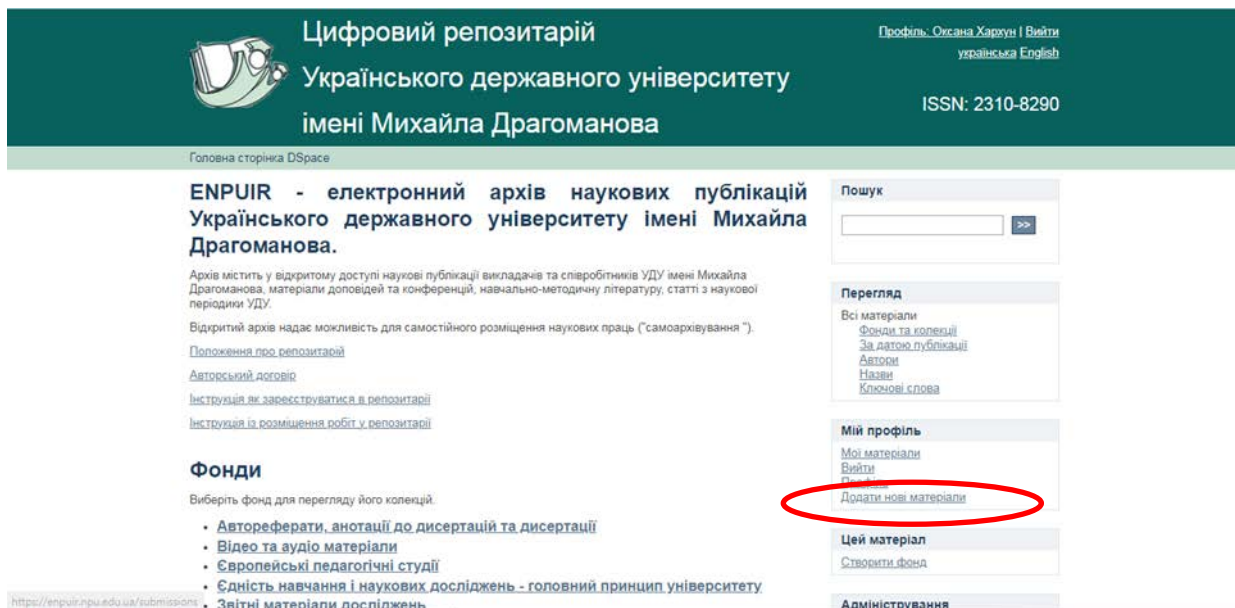 Цифровий репозитарій
Українського державного університету
імені Михайла Драгоманова
Профіль: Оксана Хархун | Вийти
українська English
ISSN: 2310-8290
Головна сторінка DSpace
ENPUIR - електронний архів наукових публікацій
Українського державного університету імені Михайла
Драгоманова.
Архів містить у відкритому доступі наукові публікації викладачів та співробітників УДУ імені Михайла
Драгоманова, матеріали доповідей та конференцій, навчально-методичну літературу, статті з наукової
періодики УДУ.
Відкритий архів надає можливість для самостійного розміщення наукових праць ("самоархівування ").
Положення про репозитарій
Авторський договір
Інструкція як зареєструватися в репозитарії
Інструкція із розміщення робіт у репозитарії
Фонди
Виберіть фонд для перегляду його колекцій.
• Автореферати, анотації до дисертацій та дисертації
• Відео та аудіо матеріали
• Європейські педагогічні студії
• Єдність навчання і наукових досліджень - головний принцип університету
• Звітні матеріали досліджень
Пошук
>>
Перегляд
Всі матеріали
Фонди та колекції
За датою публікації
Автори
Назви
Ключові слова
Мій профіль
Мої матеріали
Вийти
Профіль
Додати нові матеріали
Цей матеріал
Створити фонд
Адміністрування
https://enpuir.npu.edu.ua/submissions